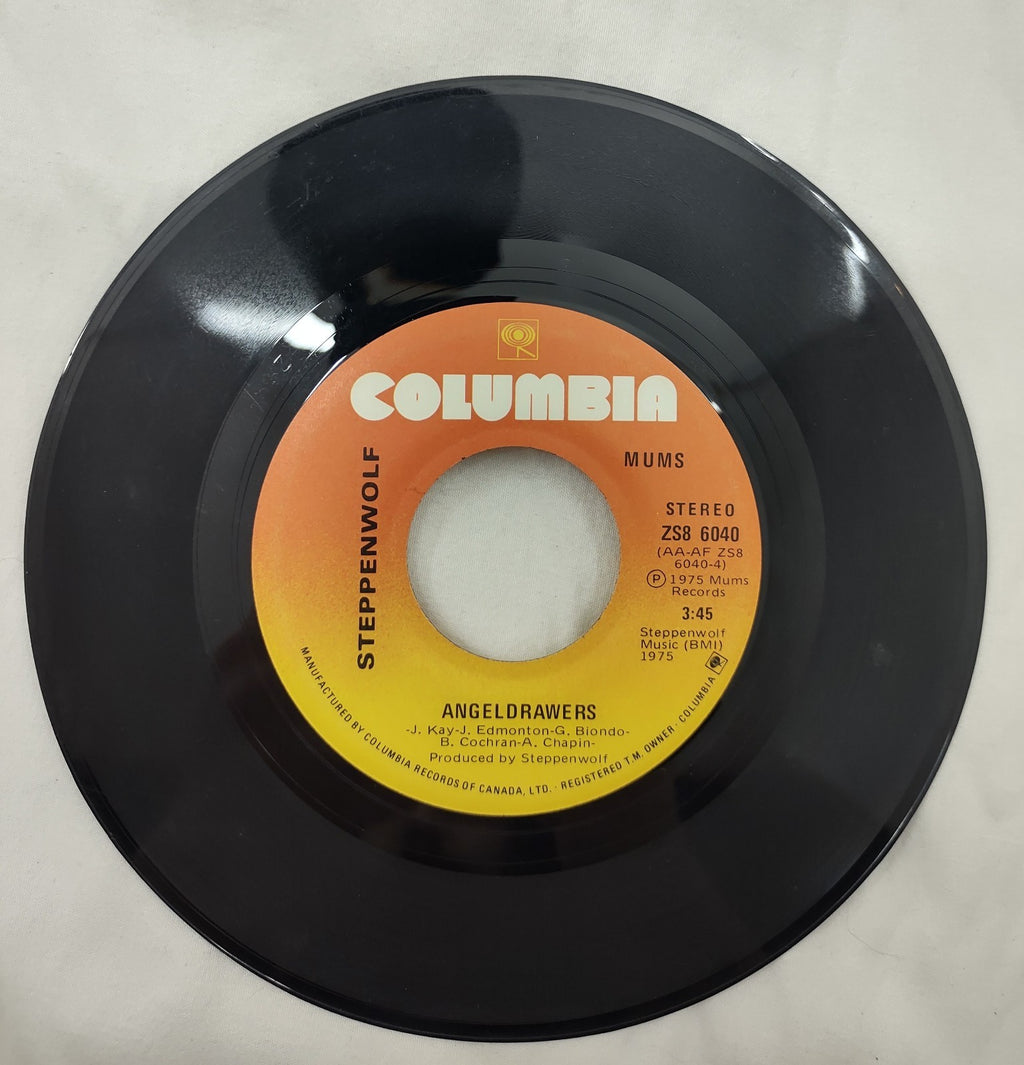 COLUMBIA
STEPPENWOLF
MUMS
STEREO
ZS8 6040
(AA-AF ZS8
6040-4)
Ⓟ 1975 Mums
Records
3:45
Steppenwolf
Music (BMI)
1975
ANGELDRAWERS
-J. Kay-J. Edmonton-G. Biondo-
B. Cochran-A. Chapin-
Produced by Steppenwolf
MANUFACTURED BY COLUMBIA RECORDS OF CANADA, LTD. · REGISTERED T.M. OWNER · COLUMBIA